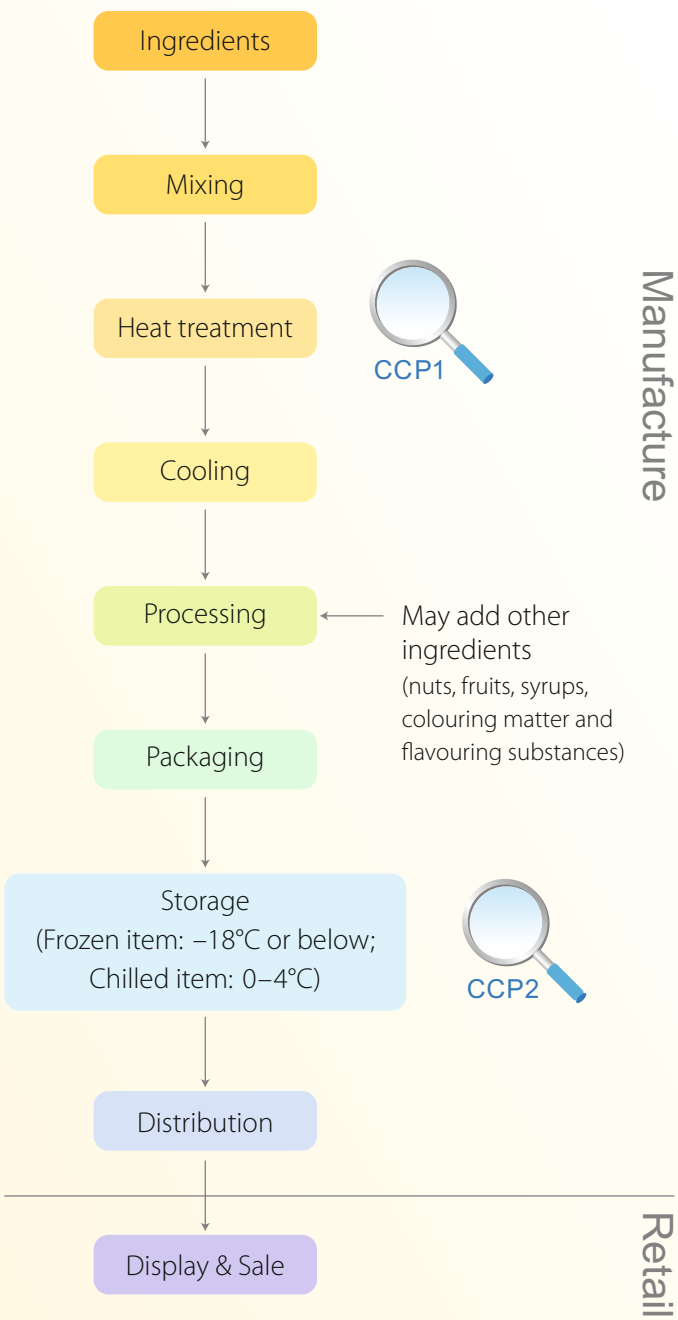 Ingredients
Mixing
Heat treatment
CCP1
Manufacture
Cooling
Processing
May add other
ingredients
(nuts, fruits, syrups,
colouring matter and
flavouring substances)
Packaging
Storage
(Frozen item: –18°C or below;
Chilled item: 0–4°C)
CCP2
Distribution
Display & Sale
Retail